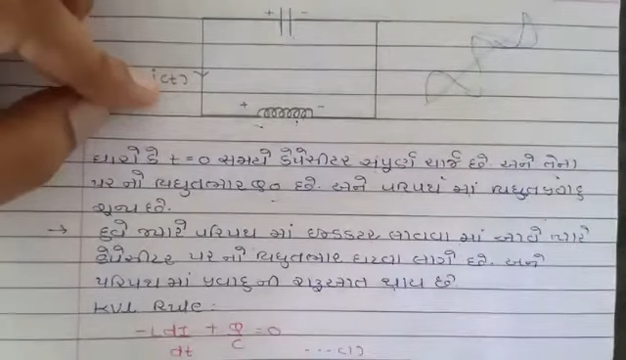 + -
i(t)
+ -
ધારો કે t=0 સમયે કેપેસીટર સંપૂર્ણ ચાર્જ છે. અને તેના
પર નો વિદ્યુતભાર છે. અને પરિપથ માં વિદ્યુતપ્રવાહ
શૂન્ય છે.
→ હવે જ્યારે પરિપથ માં ઇન્ડક્ટર લાવવા માં આવે ત્યારે
કેપેસીટર પર નો વિદ્યુતભાર ઘટવા લાગે છે. અને
પરિપથ માં પ્રવાહ ની શરૂઆત થાય છે
KVL Rule:
-L dI/dt + Q/C = 0
...(1)